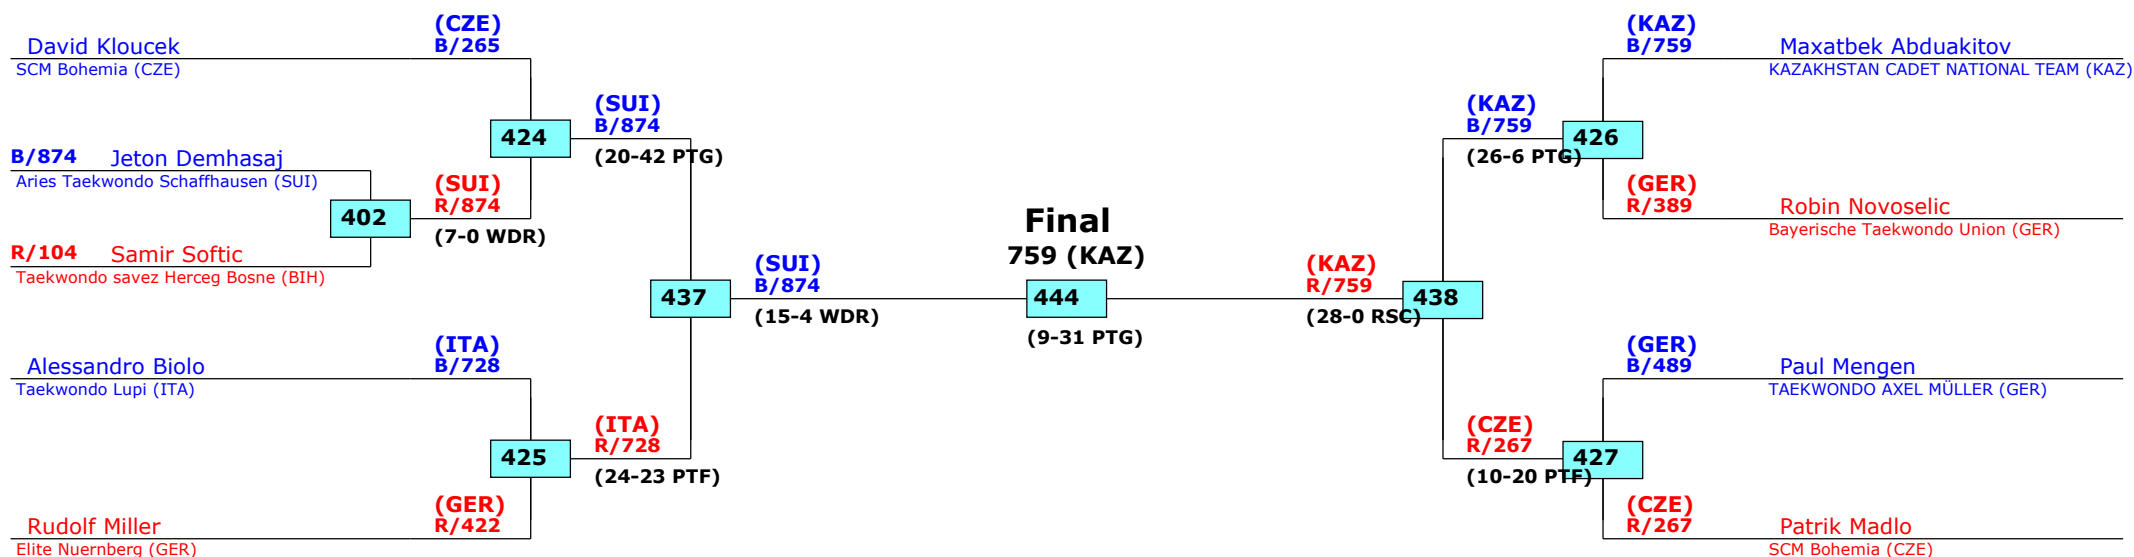 (CZE)
David Kloucek B/265
SCM Bohemia (CZE)
(SUI)
424 B/874
(20-42 PTG)
B/874 Jeton Demhasaj
Aries Taekwondo Schaffhausen (SUI)
(SUI)
402 R/874
(7-0 WDR)
R/104 Samir Softic
Taekwondo savez Herceg Bosne (BIH)
(SUI)
437 B/874
(15-4 WDR)
(ITA)
Alessandro Biolo B/728
Taekwondo Lupi (ITA)
(ITA)
425 R/728
(24-23 PTF)
(GER)
Rudolf Miller R/422
Elite Nuernberg (GER)
Final
759 (KAZ)
444
(9-31 PTG)
(KAZ)
B/759 Maxatbek Abduakitov
KAZAKHSTAN CADET NATIONAL TEAM (KAZ)
(KAZ)
B/759 426
(26-6 PTG)
(GER)
R/389 Robin Novoselic
Bayerische Taekwondo Union (GER)
(KAZ)
R/759 438
(28-0 RSC)
(GER)
B/489 Paul Mengen
TAEKWONDO AXEL MÜLLER (GER)
(CZE)
R/267 427
(10-20 PTF)
(CZE)
R/267 Patrik Madlo
SCM Bohemia (CZE)